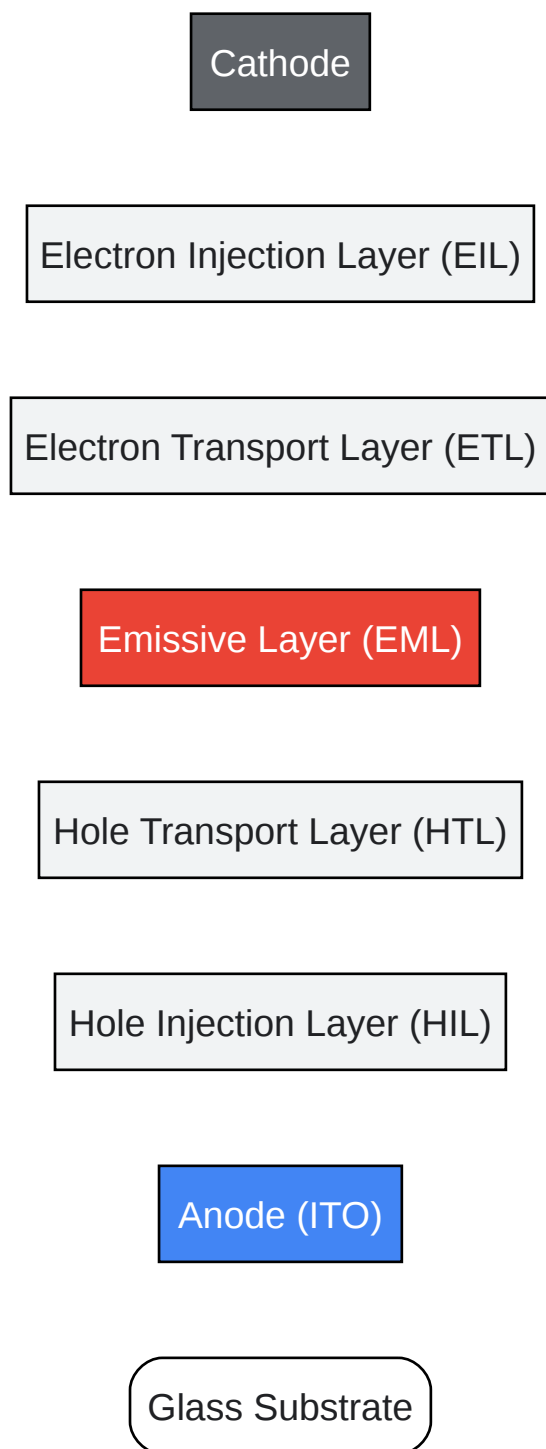 Cathode
Electron Injection Layer (EIL)
Electron Transport Layer (ETL)
Emissive Layer (EML)
Hole Transport Layer (HTL)
Hole Injection Layer (HIL)
Anode (ITO)
Glass Substrate